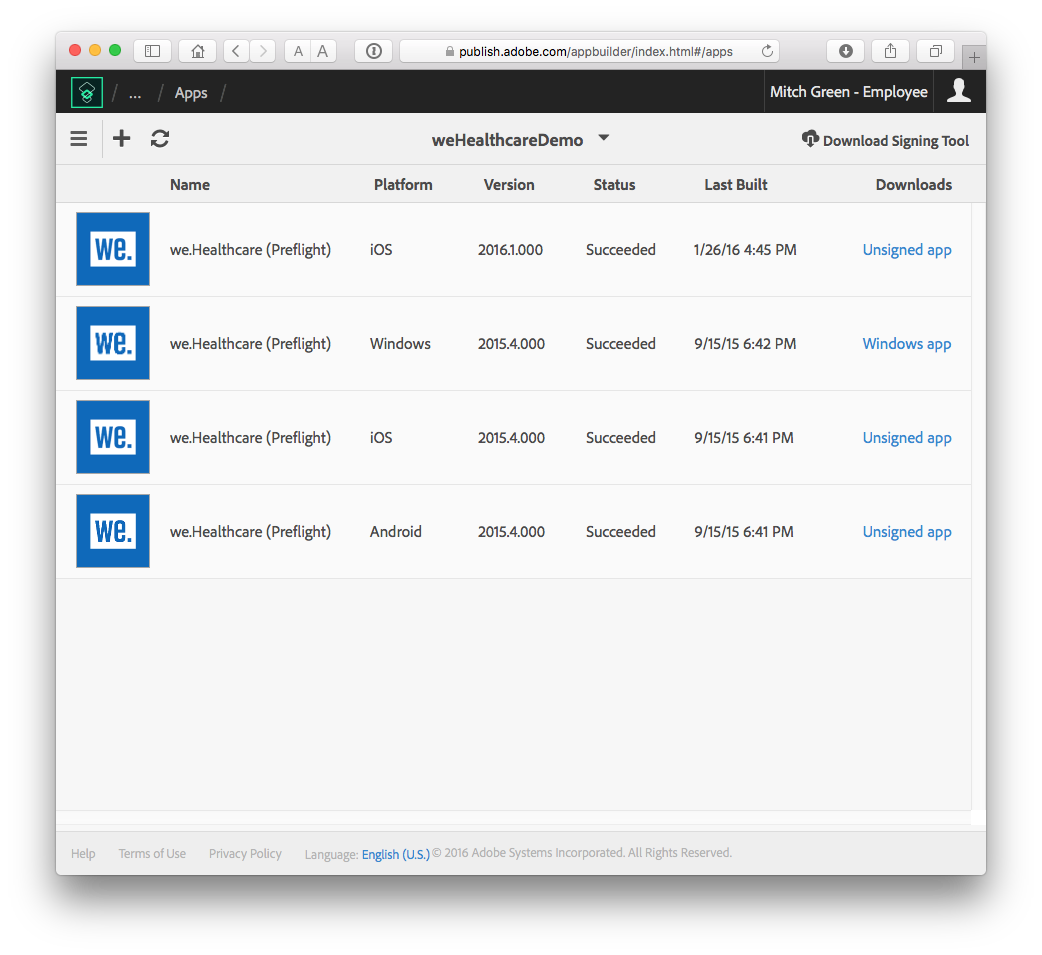 A A publish.adobe.com/appbuilder/index.html#/apps
/ ... / Apps / Mitch Green - Employee
weHealthcareDemo Download Signing Tool
Name Platform Version Status Last Built Downloads
we. we.Healthcare (Preflight) iOS 2016.1.000 Succeeded 1/26/16 4:45 PM Unsigned app
we. we.Healthcare (Preflight) Windows 2015.4.000 Succeeded 9/15/15 6:42 PM Windows app
we. we.Healthcare (Preflight) iOS 2015.4.000 Succeeded 9/15/15 6:41 PM Unsigned app
we. we.Healthcare (Preflight) Android 2015.4.000 Succeeded 9/15/15 6:41 PM Unsigned app
Help Terms of Use Privacy Policy Language: English (U.S.) © 2016 Adobe Systems Incorporated. All Rights Reserved.